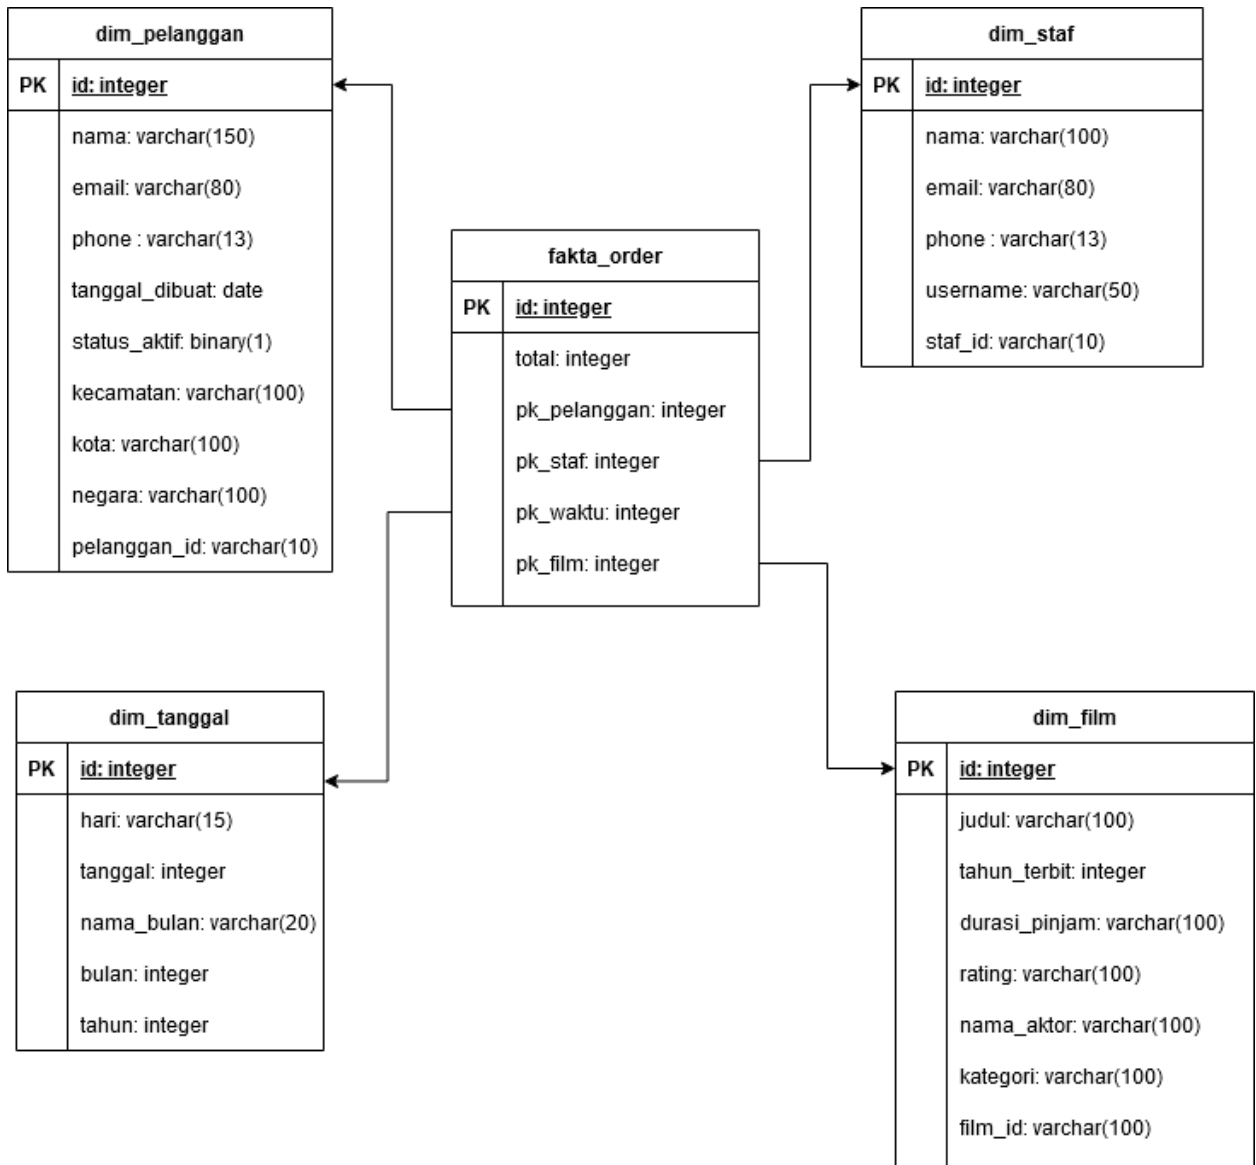 dim_pelanggan
PK id: integer
nama: varchar(150)
email: varchar(80)
phone : varchar(13)
tanggal_dibuat: date
status_aktif: binary(1)
kecamatan: varchar(100)
kota: varchar(100)
negara: varchar(100)
pelanggan_id: varchar(10)
dim_staf
PK id: integer
nama: varchar(100)
email: varchar(80)
phone : varchar(13)
username: varchar(50)
staf_id: varchar(10)
fakta_order
PK id: integer
total: integer
pk_pelanggan: integer
pk_staf: integer
pk_waktu: integer
pk_film: integer
dim_tanggal
PK id: integer
hari: varchar(15)
tanggal: integer
nama_bulan: varchar(20)
bulan: integer
tahun: integer
dim_film
PK id: integer
judul: varchar(100)
tahun_terbit: integer
durasi_pinjam: varchar(100)
rating: varchar(100)
nama_aktor: varchar(100)
kategori: varchar(100)
film_id: varchar(100)